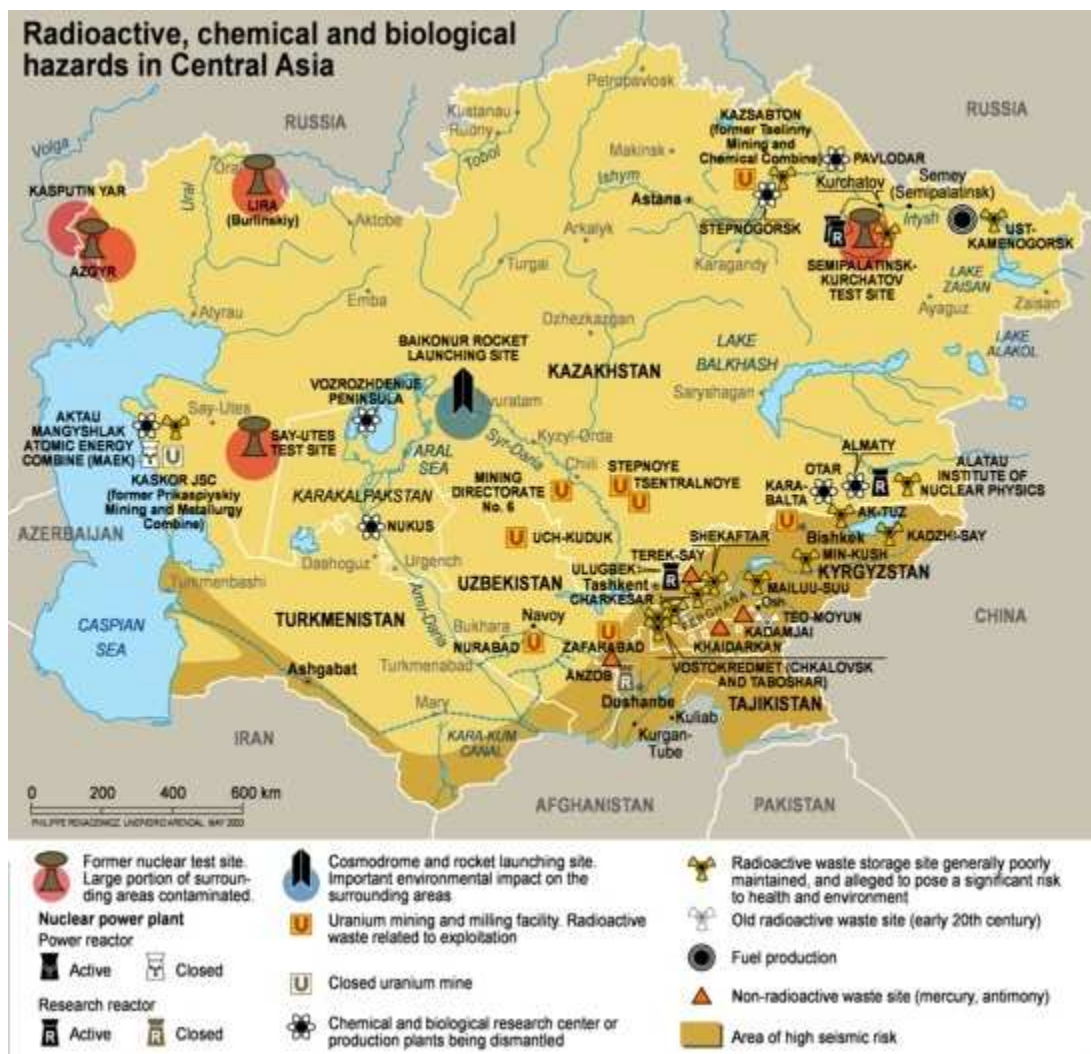 Radioactive, chemical and biological
hazards in Central Asia
RUSSIA
RUSSIA
Petropavlosk
Kustanau
Rudny
Tobol
Volga
Ural
KAZSABTON
(former Tselinny
Mining and
Chemical Combine)
PAVLODAR
Makinsk
Ishym
Astana
Kurchatov
Semey
(Semipalatinsk)
Irtysh
UST-
KAMENOGORSK
STEPNOGORSK
KASPUTIN YAR
AZGYR
LIRA
(Burlinskiy)
Aktobe
Arkalyk
Turgai
Karagandy
SEMIPALATINSK-
KURCHATOV
TEST SITE
LAKE
ZAISAN
Zaisan
Ayaguz
Emba
Atyrau
Dzhezkazgan
BAIKONUR ROCKET
LAUNCHING SITE
KAZAKHSTAN
LAKE
BALKHASH
LAKE
ALAKOL
Saryshagan
VOZROZHDENIJE
PENINSULA
Say-Utes
AKTAU
MANGYSHLAK
ATOMIC ENERGY
COMBINE (MAEK)
SAY-UTES
TEST SITE
ARAL
SEA
Syr-Daria
Kyzyl-Orda
Chiili
ALMATY
OTAR
KARA-
BALTA
ALATAU
INSTITUTE OF
NUCLEAR PHYSICS
KASKOR JSC
(former Prikaspiyskiy
Mining and Metallurgy
Combine)
KARAKALPAKSTAN
MINING
DIRECTORATE
No. 6
STEPNOYE
TSENTRALNOYE
AK-TUZ
Bishkek
KADZHI-SAY
AZERBAIJAN
NUKUS
UCH-KUDUK
SHEKAFTAR
MIN-KUSH
KYRGYZSTAN
Dashoguz
Urgench
TEREK-SAY
ULUGBEK
Tashkent
CHARKESAR
MAILUU-SUU
Turkmenbashi
UZBEKISTAN
FERGHANA
Osh
TEO-MOYUN
KADAMJAI
KHAIDARKAN
CHINA
TURKMENISTAN
Amu-Daria
Navoy
Bukhara
NURABAD
ZAFARABAD
VOSTOKREDMET (CHKALOVSK
AND TABOSHAR)
CASPIAN
SEA
Turkmenabad
Ashgabat
ANZOB
Dushanbe
TAJIKISTAN
Mary
Kuliab
Kurgan-
Tube
IRAN
KARA-KUM
CANAL
AFGHANISTAN
PAKISTAN
0 200 400 600 km
Former nuclear test site.
Large portion of surroun-
ding areas contaminated.
Nuclear power plant
Power reactor
Active Closed
Research reactor
R Active R Closed
Cosmodrome and rocket launching site.
Important environmental impact on the
surrounding areas
U Uranium mining and milling facility. Radioactive
waste related to exploitation
U Closed uranium mine
Chemical and biological research center or
production plants being dismantled
Radioactive waste storage site generally poorly
maintained, and alleged to pose a significant risk
to health and environment
Old radioactive waste site (early 20th century)
Fuel production
Non-radioactive waste site (mercury, antimony)
Area of high seismic risk